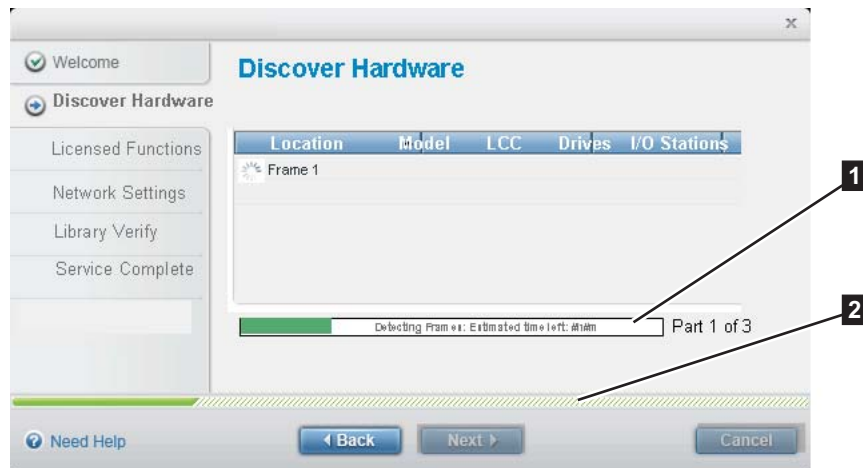 x
Welcome
Discover Hardware
Licensed Functions
Network Settings
Library Verify
Service Complete
Discover Hardware
Location Model LCC Drives I/O Stations
Frame 1
Detecting Frames: Estimated time left: #h#m
Part 1 of 3
1
2
Need Help
Back
Next
Cancel